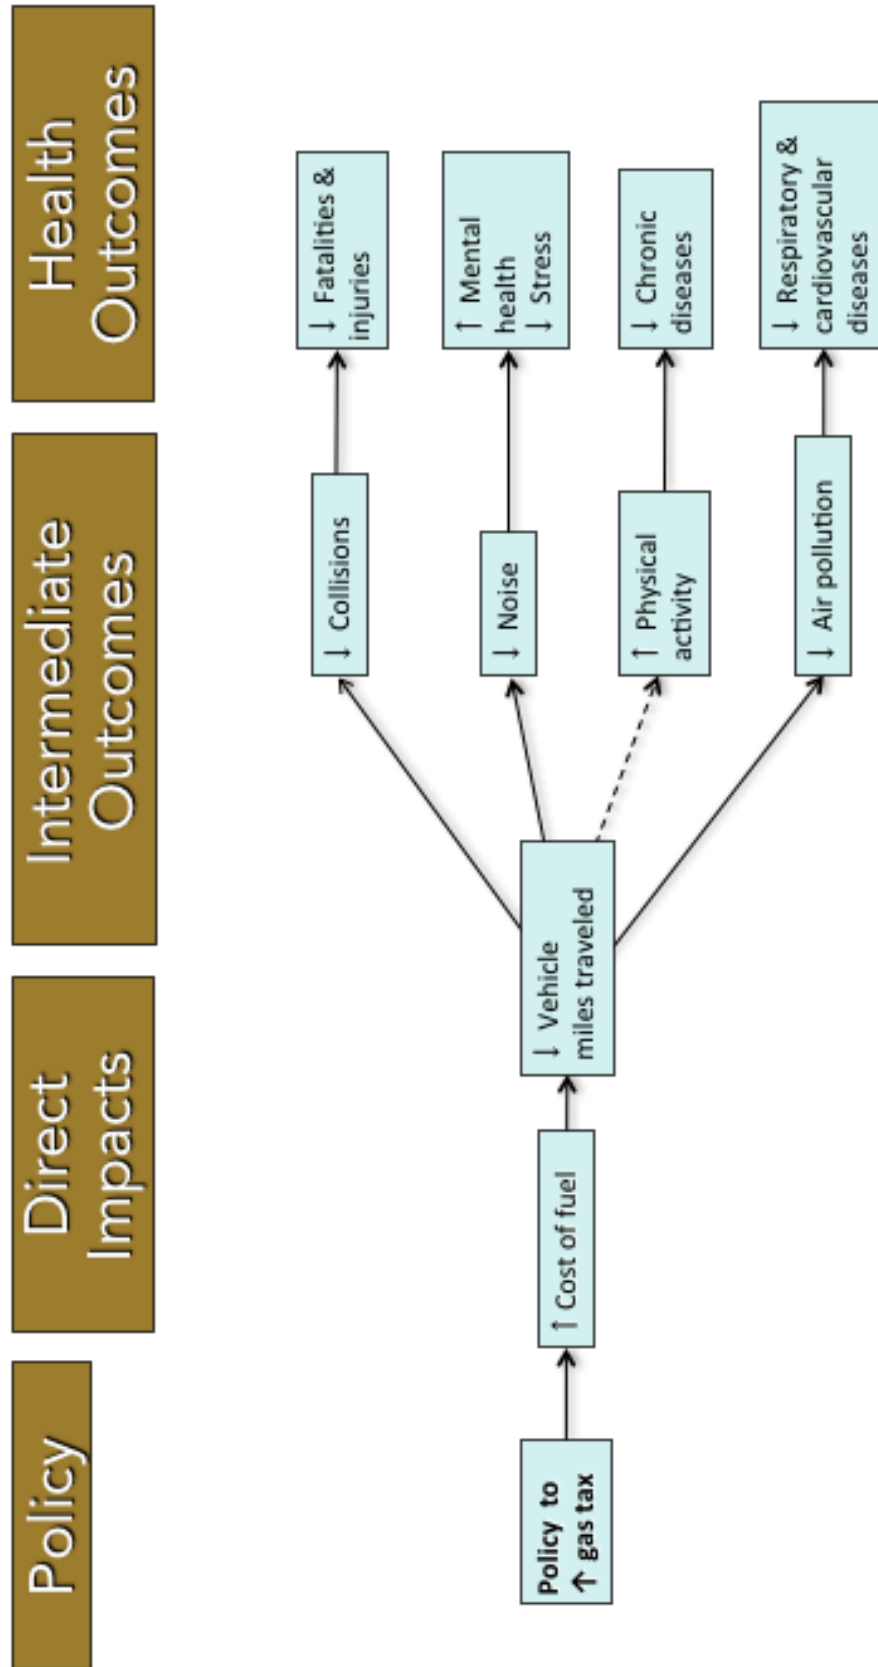 Policy
Direct
Impacts
Intermediate
Outcomes
Health
Outcomes
Policy to
↑ gas tax
↑ Cost of fuel
↓ Vehicle
miles traveled
↓ Collisions
↓ Noise
↑ Physical
activity
↓ Air pollution
↓ Fatalities &
injuries
↑ Mental
health
↓ Stress
↓ Chronic
diseases
↓ Respiratory &
cardiovascular
diseases